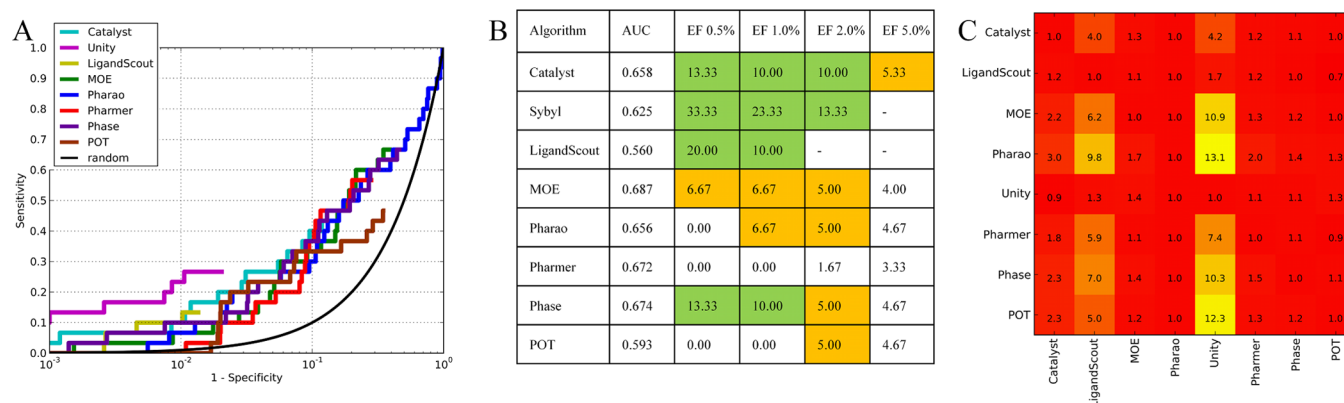 A
Catalyst
Unity
LigandScout
MOE
Pharao
Pharmer
Phase
POT
random
1.0
0.9
0.8
0.7
0.6
0.5
0.4
0.3
0.2
0.1
0.0
Sensitivity
10⁻³ 10⁻² 10⁻¹ 10⁰
1 - Specificity
B
Algorithm AUC EF 0.5% EF 1.0% EF 2.0% EF 5.0%
Catalyst 0.658 13.33 10.00 10.00 5.33
Sybyl 0.625 33.33 23.33 13.33 -
LigandScout 0.560 20.00 10.00 - -
MOE 0.687 6.67 6.67 5.00 4.00
Pharao 0.656 0.00 6.67 5.00 4.67
Pharmer 0.672 0.00 0.00 1.67 3.33
Phase 0.674 13.33 10.00 5.00 4.67
POT 0.593 0.00 0.00 5.00 4.67
C
Catalyst 1.0 4.0 1.3 1.0 4.2 1.2 1.1 1.0
LigandScout 1.2 1.0 1.1 1.0 1.7 1.2 1.0 0.7
MOE 2.2 6.2 1.0 1.0 10.9 1.3 1.2 1.0
Pharao 3.0 9.8 1.7 1.0 13.1 2.0 1.4 1.3
Unity 0.9 1.3 1.4 1.0 1.0 1.1 1.1 1.3
Pharmer 1.8 5.9 1.1 1.0 7.4 1.0 1.1 0.9
Phase 2.3 7.0 1.4 1.0 10.3 1.5 1.0 1.1
POT 2.3 5.0 1.2 1.0 12.3 1.3 1.2 1.0
Catalyst LigandScout MOE Pharao Unity Pharmer Phase POT